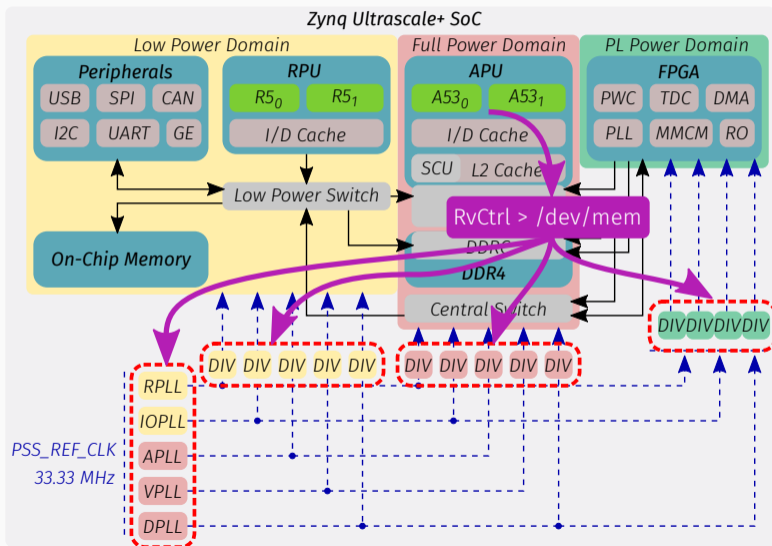 Zynq Ultrascale+ SoC
Low Power Domain
Full Power Domain
PL Power Domain
Peripherals
USB SPI CAN
I2C UART GE
RPU
R5₀ R5₁
I/D Cache
APU
A53₀ A53₁
I/D Cache
SCU L2 Cache
FPGA
PWC TDC DMA
PLL MMCM RO
Low Power Switch
RvCtrl > /dev/mem
On-Chip Memory
DDR4
Central Switch
DIV DIV DIV DIV
DIV DIV DIV DIV DIV
DIV DIV DIV DIV DIV
RPLL
IOPLL
APLL
VPLL
DPLL
PSS_REF_CLK
33.33 MHz